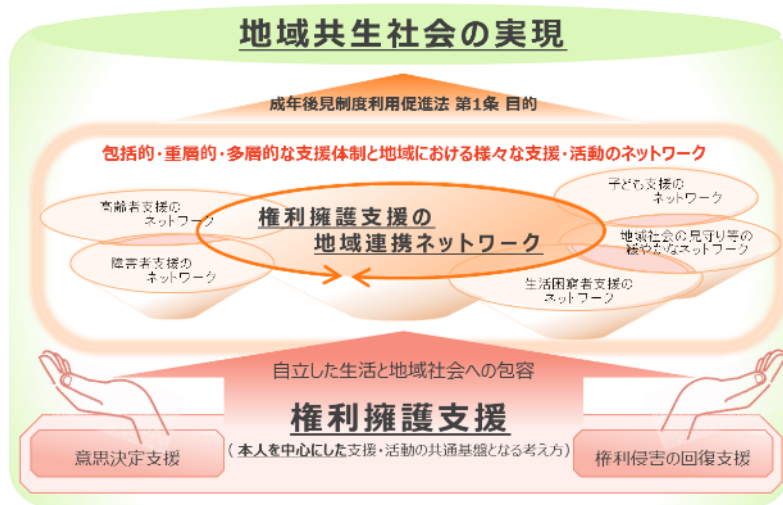 地域共生社会の実現
成年後見制度利用促進法 第1条 目的
包括的・重層的・多層的な支援体制と地域における様々な支援・活動のネットワーク
高齢者支援の
ネットワーク
障害者支援の
ネットワーク
権利擁護支援の
地域連携ネットワーク
子ども支援の
ネットワーク
地域社会の見守り等の
緩やかなネットワーク
生活困窮者支援の
ネットワーク
自立した生活と地域社会への包容
権利擁護支援
(本人を中心にした支援・活動の共通基盤となる考え方)
意思決定支援
権利侵害の回復支援